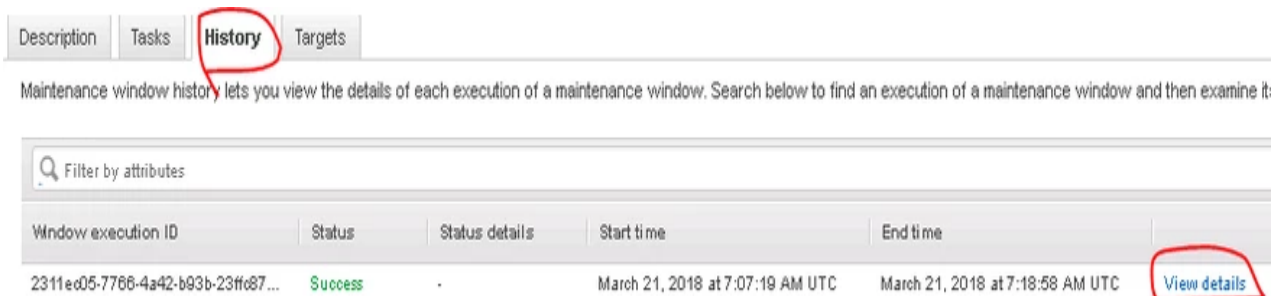 Description Tasks History Targets
Maintenance window history lets you view the details of each execution of a maintenance window. Search below to find an execution of a maintenance window and then examine its
Filter by attributes
Window execution ID Status Status details Start time End time
2311ec05-7766-4a42-b93b-23ffc87... Success - March 21, 2018 at 7:07:19 AM UTC March 21, 2018 at 7:18:58 AM UTC View details